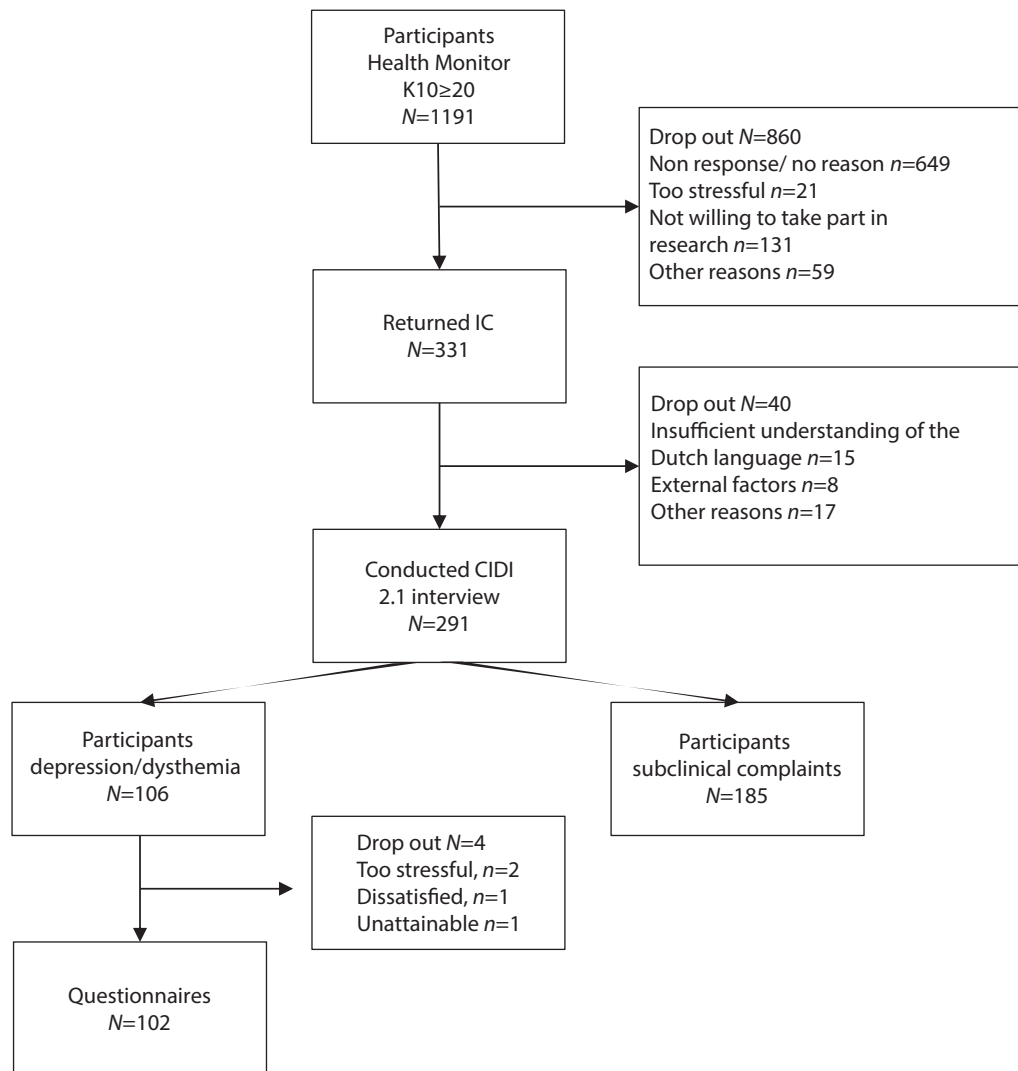 Participants
Health Monitor
K10≥20
N=1191
Drop out N=860
Non response/ no reason n=649
Too stressful n=21
Not willing to take part in
research n=131
Other reasons n=59
Returned IC
N=331
Drop out N=40
Insufficient understanding of the
Dutch language n=15
External factors n=8
Other reasons n=17
Conducted CIDI
2.1 interview
N=291
Participants
depression/dysthemia
N=106
Participants
subclinical complaints
N=185
Drop out N=4
Too stressful, n=2
Dissatisfied, n=1
Unattainable n=1
Questionnaires
N=102